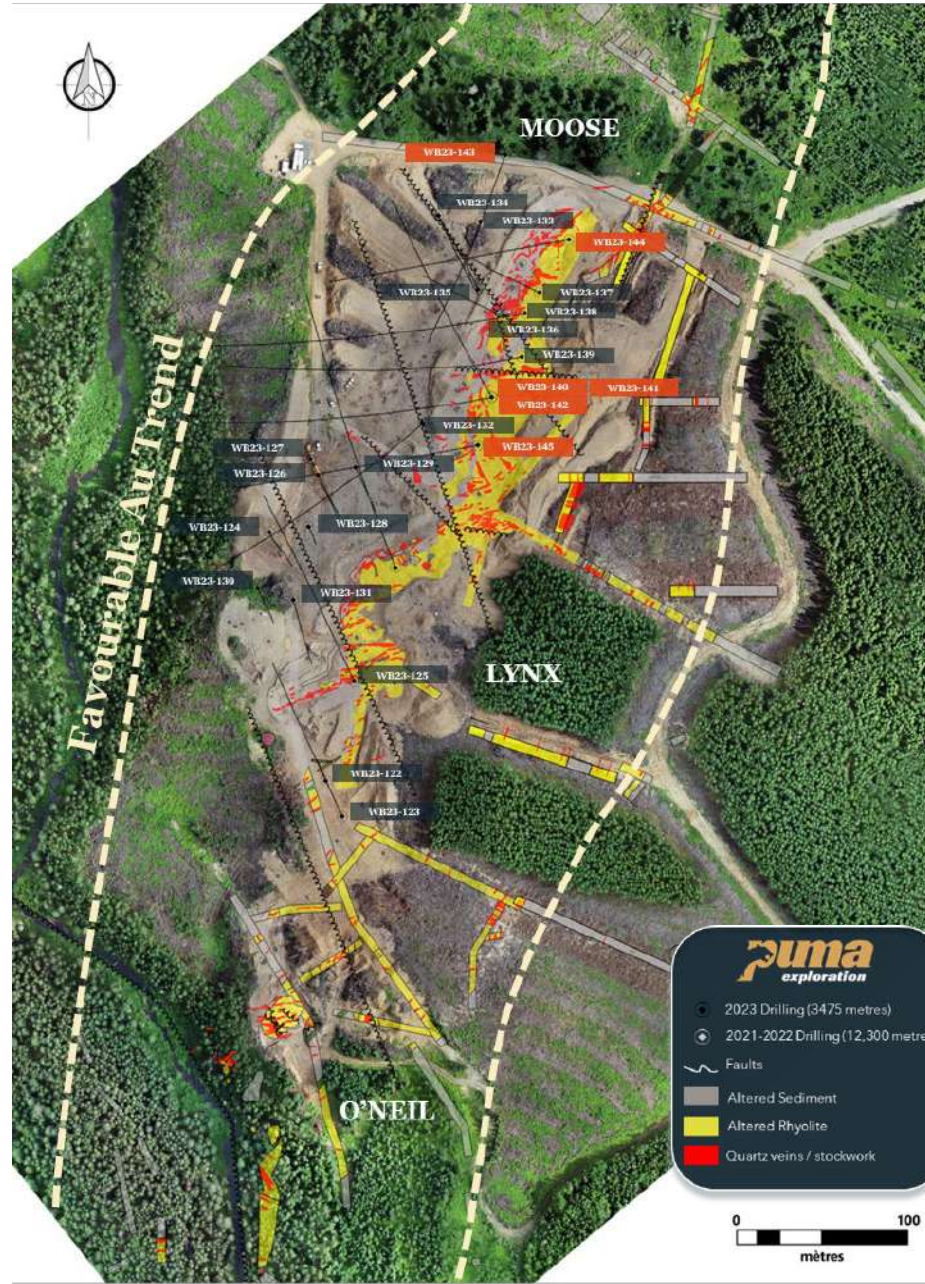 MOOSE
WB23-143
WB23-134
WB23-133
WB23-144
WB23-135
WB23-137
WB23-138
WB23-136
WB23-139
WB23-140
WB23-141
WB23-142
WB23-132
WB23-145
WB23-127
WB23-129
WB23-126
WB23-124
WB23-128
WB23-130
WB23-131
Favourable Au Trend
LYNX
WB23-125
WB23-122
WB23-123
O'NEIL
puma
exploration
2023 Drilling (3475 metres)
2021-2022 Drilling (12,300 metre
Faults
Altered Sediment
Altered Rhyolite
Quartz veins / stockwork
0 100
mètres